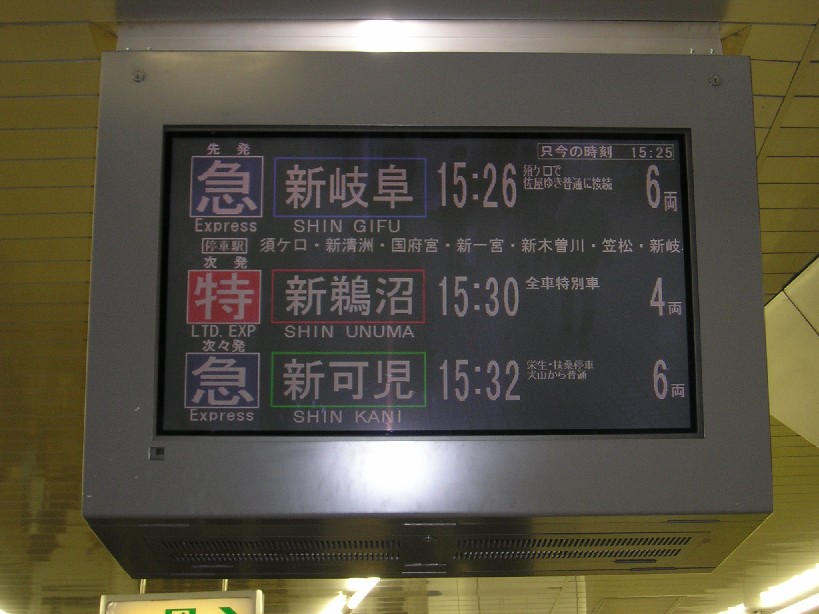 先発 只今の時刻 15:25
急 新岐阜 15:26 須ケ口で 6両
佐屋ゆき普通に接続
Express SHIN GIFU
停車駅 須ケ口・新清洲・国府宮・新一宮・新木曽川・笠松・新岐
次発
特 新鵜沼 15:30 全車特別車 4両
LTD. EXP SHIN UNUMA
次々発
急 新可児 15:32 栄生・扶桑停車 6両
犬山から普通
Express SHIN KANI